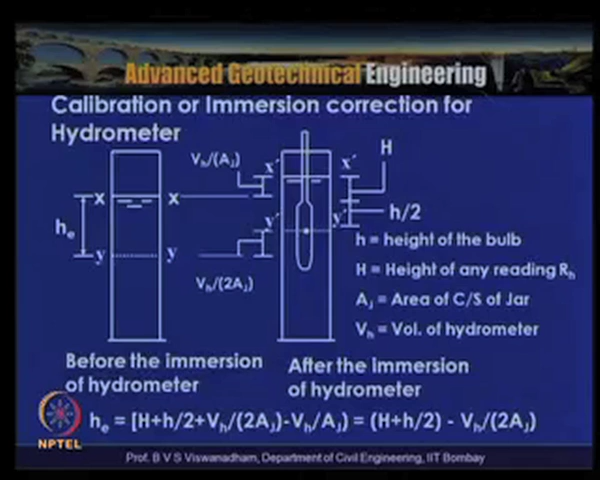 Advanced Geotechnical Engineering
Calibration or Immersion correction for
Hydrometer
Vh/(AJ)
x' x'
H
x x
he
y' y'
h/2
y y
Vh/(2AJ)
h = height of the bulb
H = Height of any reading Rh
AJ = Area of C/S of Jar
Vh = Vol. of hydrometer
Before the immersion
of hydrometer
After the immersion
of hydrometer
he = [H+h/2+Vh/(2AJ)-Vh/AJ) = (H+h/2) - Vh/(2AJ)
NPTEL
Prof. B V S Viswanadham, Department of Civil Engineering, IIT Bombay